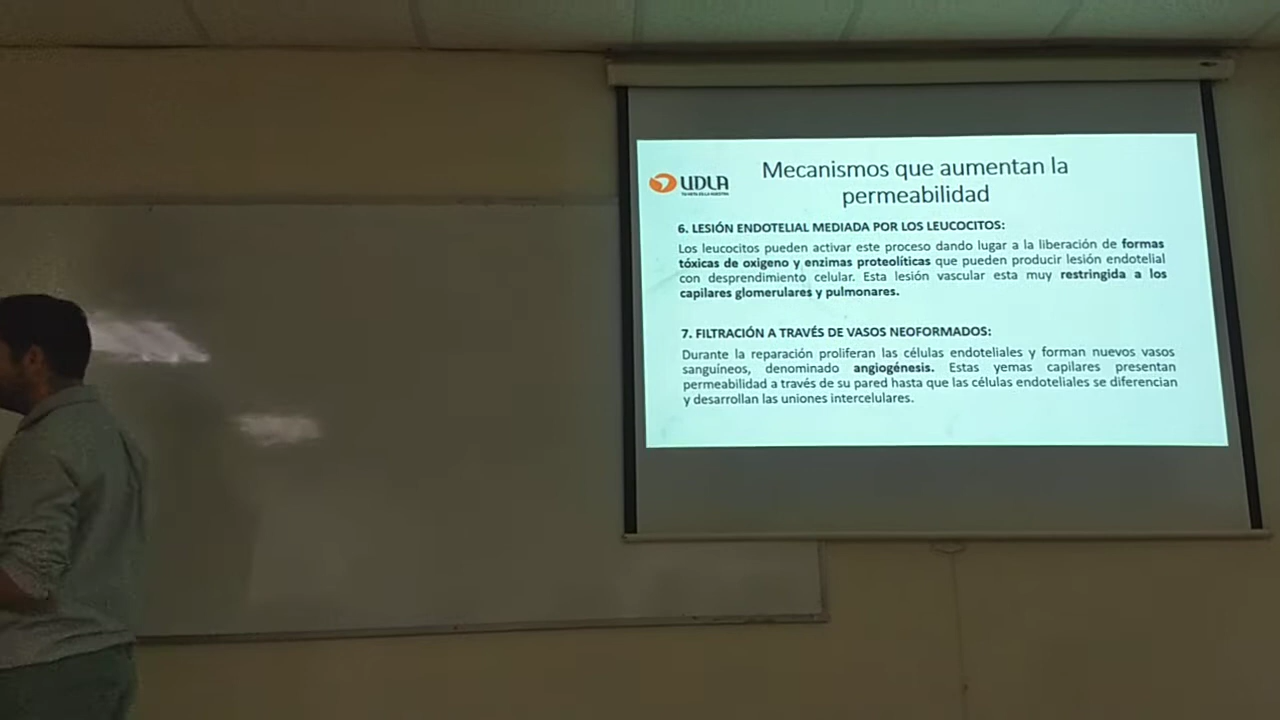 UDLA
Mecanismos que aumentan la
permeabilidad
6. LESIÓN ENDOTELIAL MEDIADA POR LOS LEUCOCITOS:
Los leucocitos pueden activar este proceso dando lugar a la liberación de formas
tóxicas de oxigeno y enzimas proteolíticas que pueden producir lesión endotelial
con desprendimiento celular. Esta lesión vascular esta muy restringida a los
capilares glomerulares y pulmonares.
7. FILTRACIÓN A TRAVÉS DE VASOS NEOFORMADOS:
Durante la reparación proliferan las células endoteliales y forman nuevos vasos
sanguíneos, denominado angiogénesis. Estas yemas capilares presentan
permeabilidad a través de su pared hasta que las células endoteliales se diferencian
y desarrollan las uniones intercelulares.